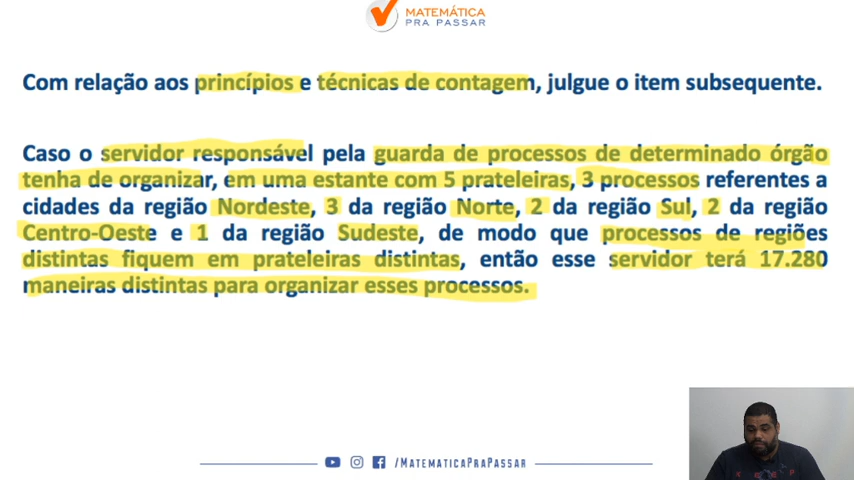 MATEMÁTICA
PRA PASSAR
Com relação aos princípios e técnicas de contagem, julgue o item subsequente.
Caso o servidor responsável pela guarda de processos de determinado órgão
tenha de organizar, em uma estante com 5 prateleiras, 3 processos referentes a
cidades da região Nordeste, 3 da região Norte, 2 da região Sul, 2 da região
Centro-Oeste e 1 da região Sudeste, de modo que processos de regiões
distintas fiquem em prateleiras distintas, então esse servidor terá 17.280
maneiras distintas para organizar esses processos.
/MATEMATICAPRAPASSAR